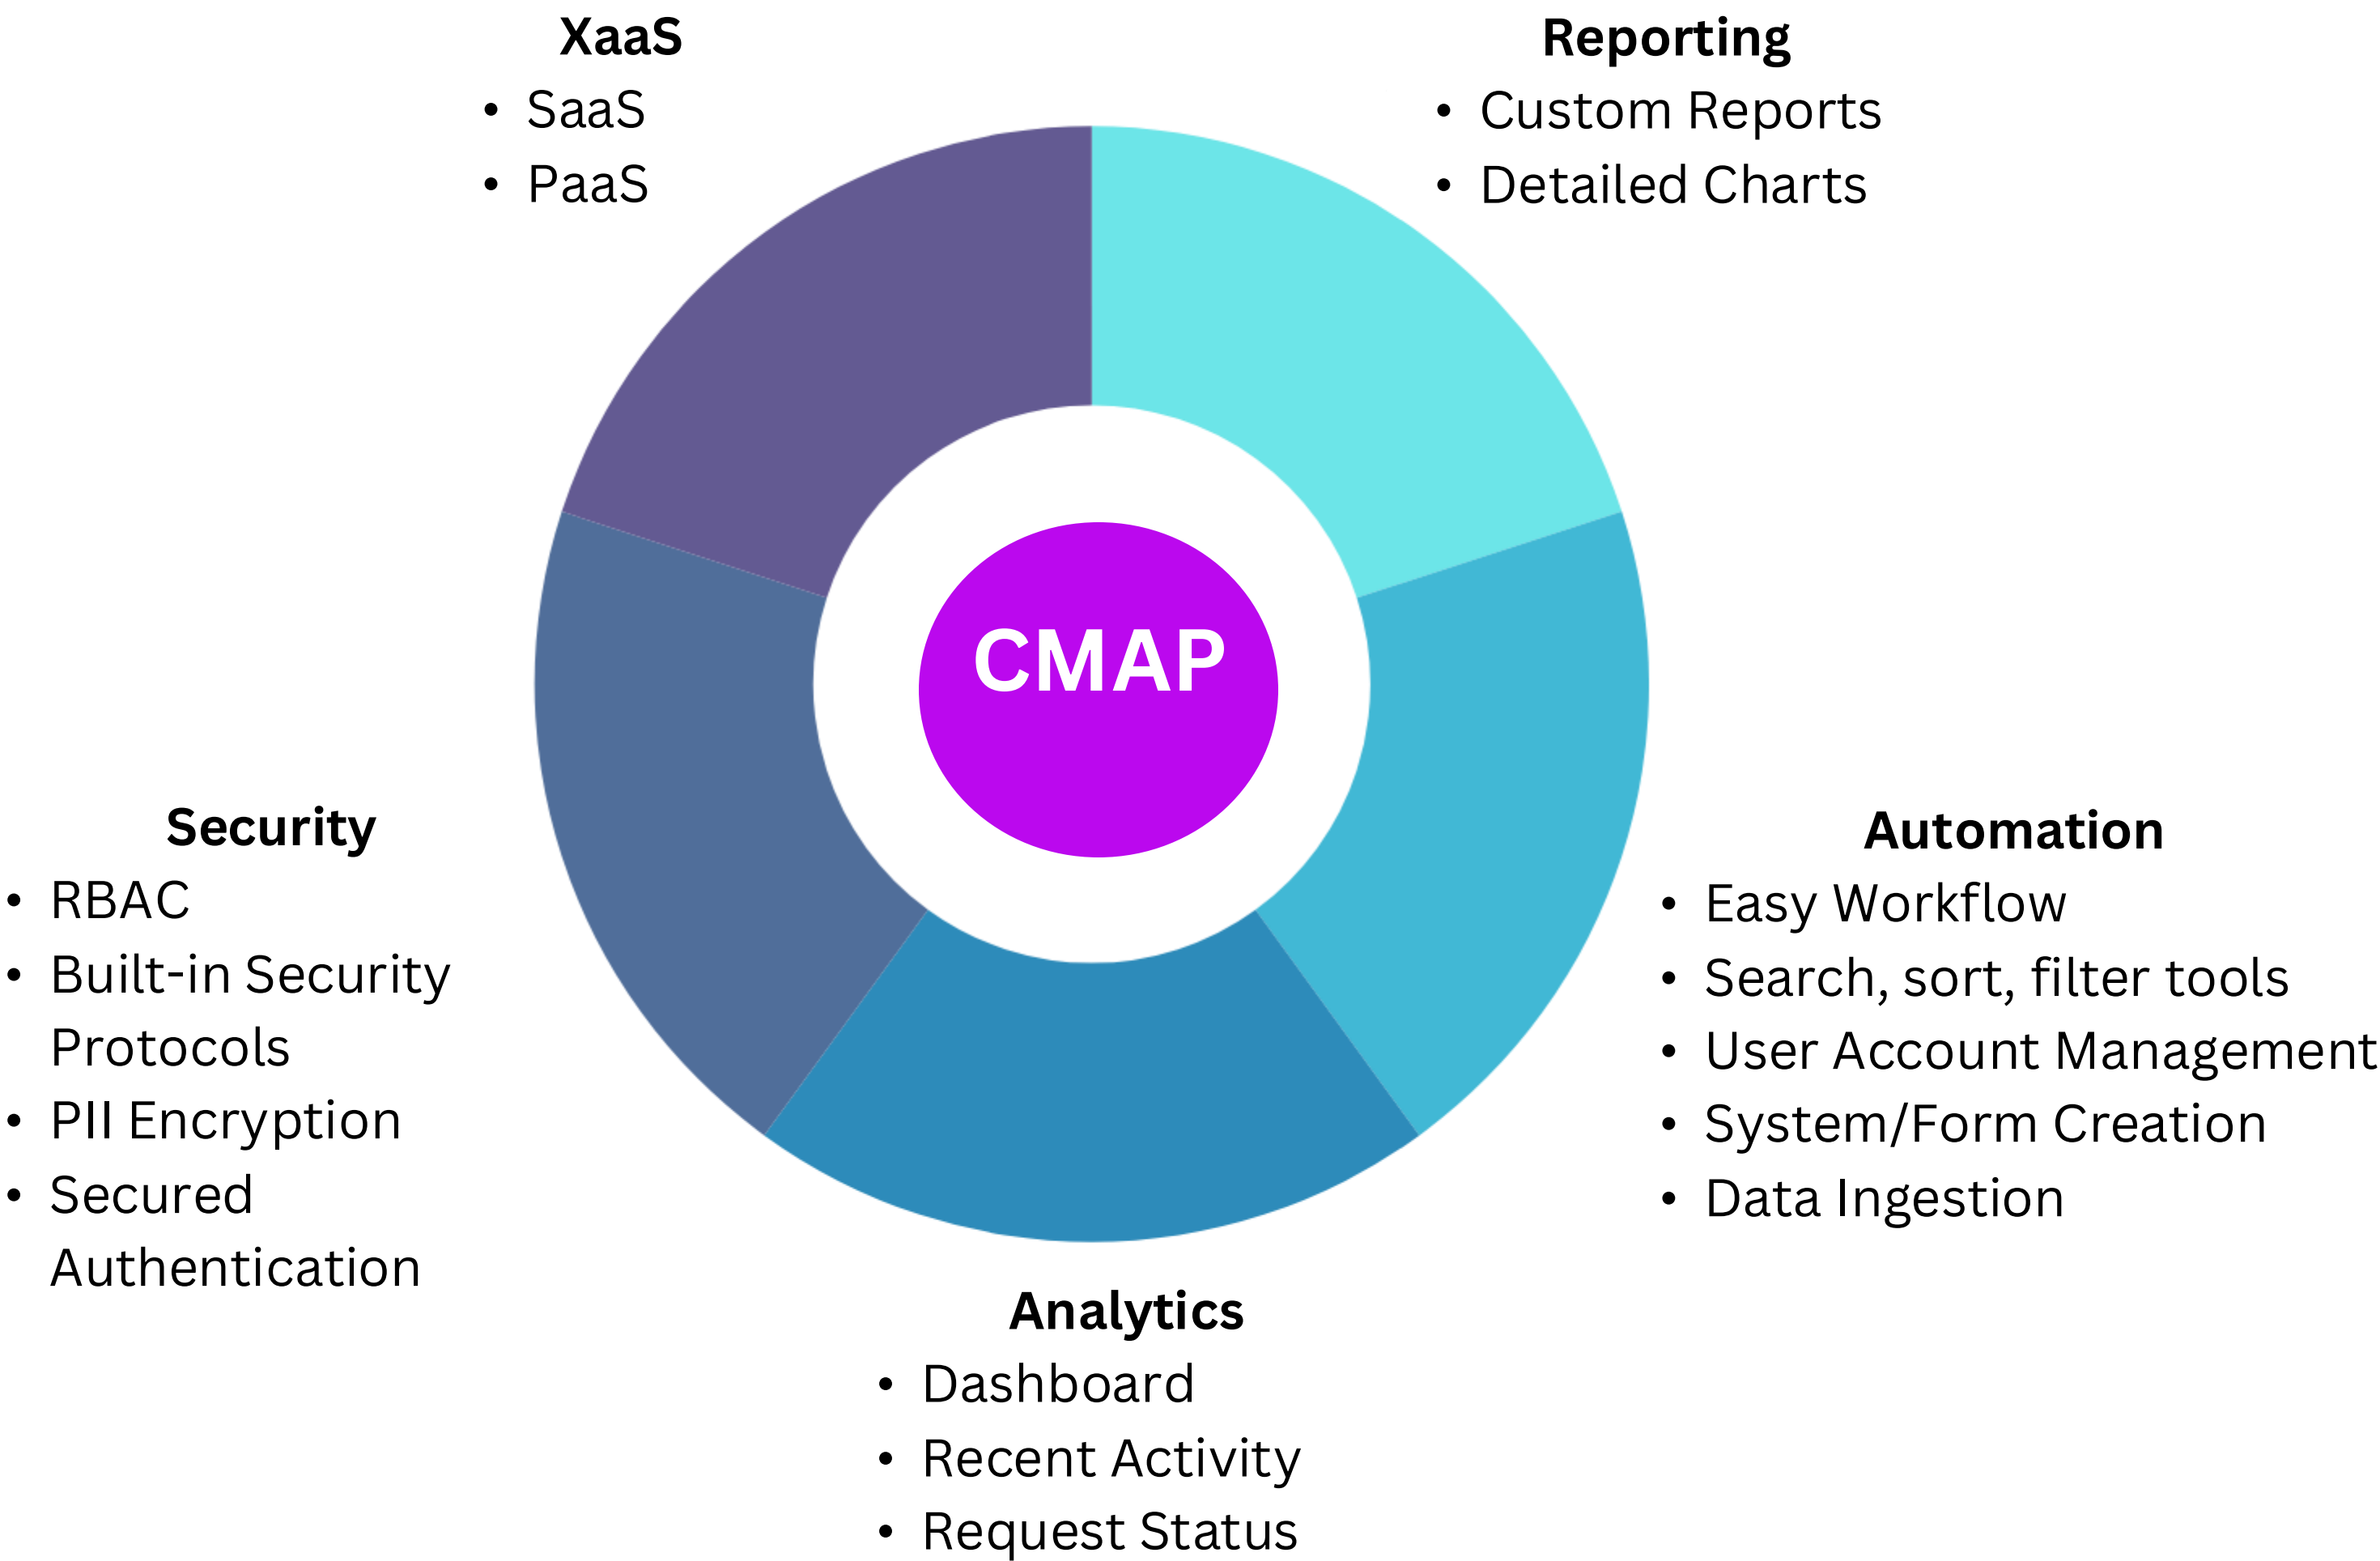 XaaS
• SaaS
• PaaS
Reporting
• Custom Reports
• Detailed Charts
CMAP
Security
• RBAC
• Built-in Security
Protocols
• PII Encryption
• Secured
Authentication
Automation
• Easy Workflow
• Search, sort, filter tools
• User Account Management
• System/Form Creation
• Data Ingestion
Analytics
• Dashboard
• Recent Activity
• Request Status